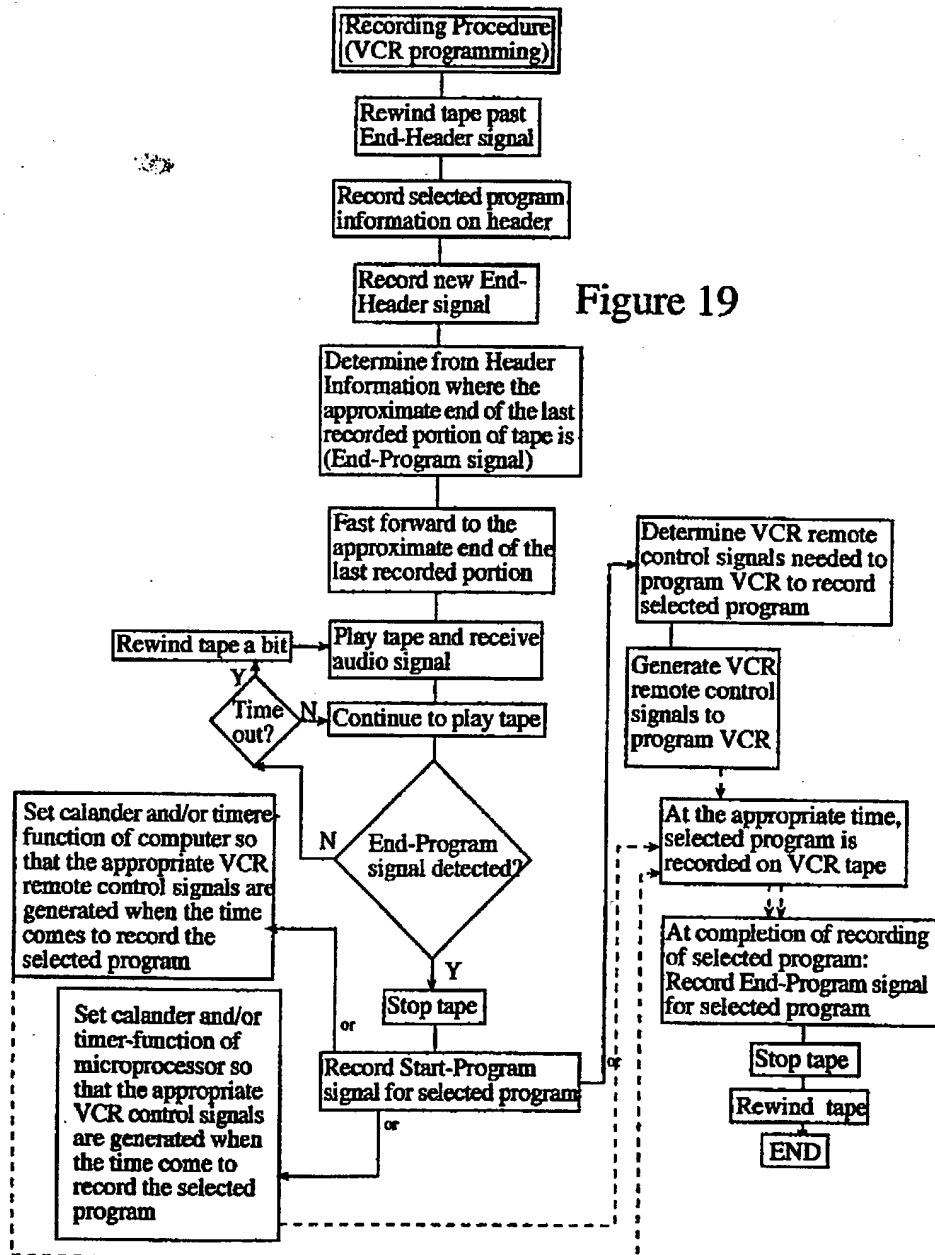 Recording Procedure
(VCR programming)
Rewind tape past
End-Header signal
Record selected program
information on header
Record new End-
Header signal
Figure 19
Determine from Header
Information where the
approximate end of the last
recorded portion of tape is
(End-Program signal)
Fast forward to the
approximate end of the
last recorded portion
Rewind tape a bit
Play tape and receive
audio signal
Y
Time
out?
N
Continue to play tape
N
End-Program
signal detected?
Y
Stop tape
Record Start-Program
signal for selected program
or
Set calander and/or timere-
function of computer so
that the appropriate VCR
remote control signals are
generated when the time
comes to record the
selected program
or
Set calander and/or
timer-function of
microprocessor so
that the appropriate
VCR control signals
are generated when
the time come to
record the selected
program
or
Determine VCR remote
control signals needed to
program VCR to record
selected program
Generate VCR
remote control
signals to
program VCR
At the appropriate time,
selected program is
recorded on VCR tape
At completion of recording
of selected program:
Record End-Program signal
for selected program
Stop tape
Rewind tape
END